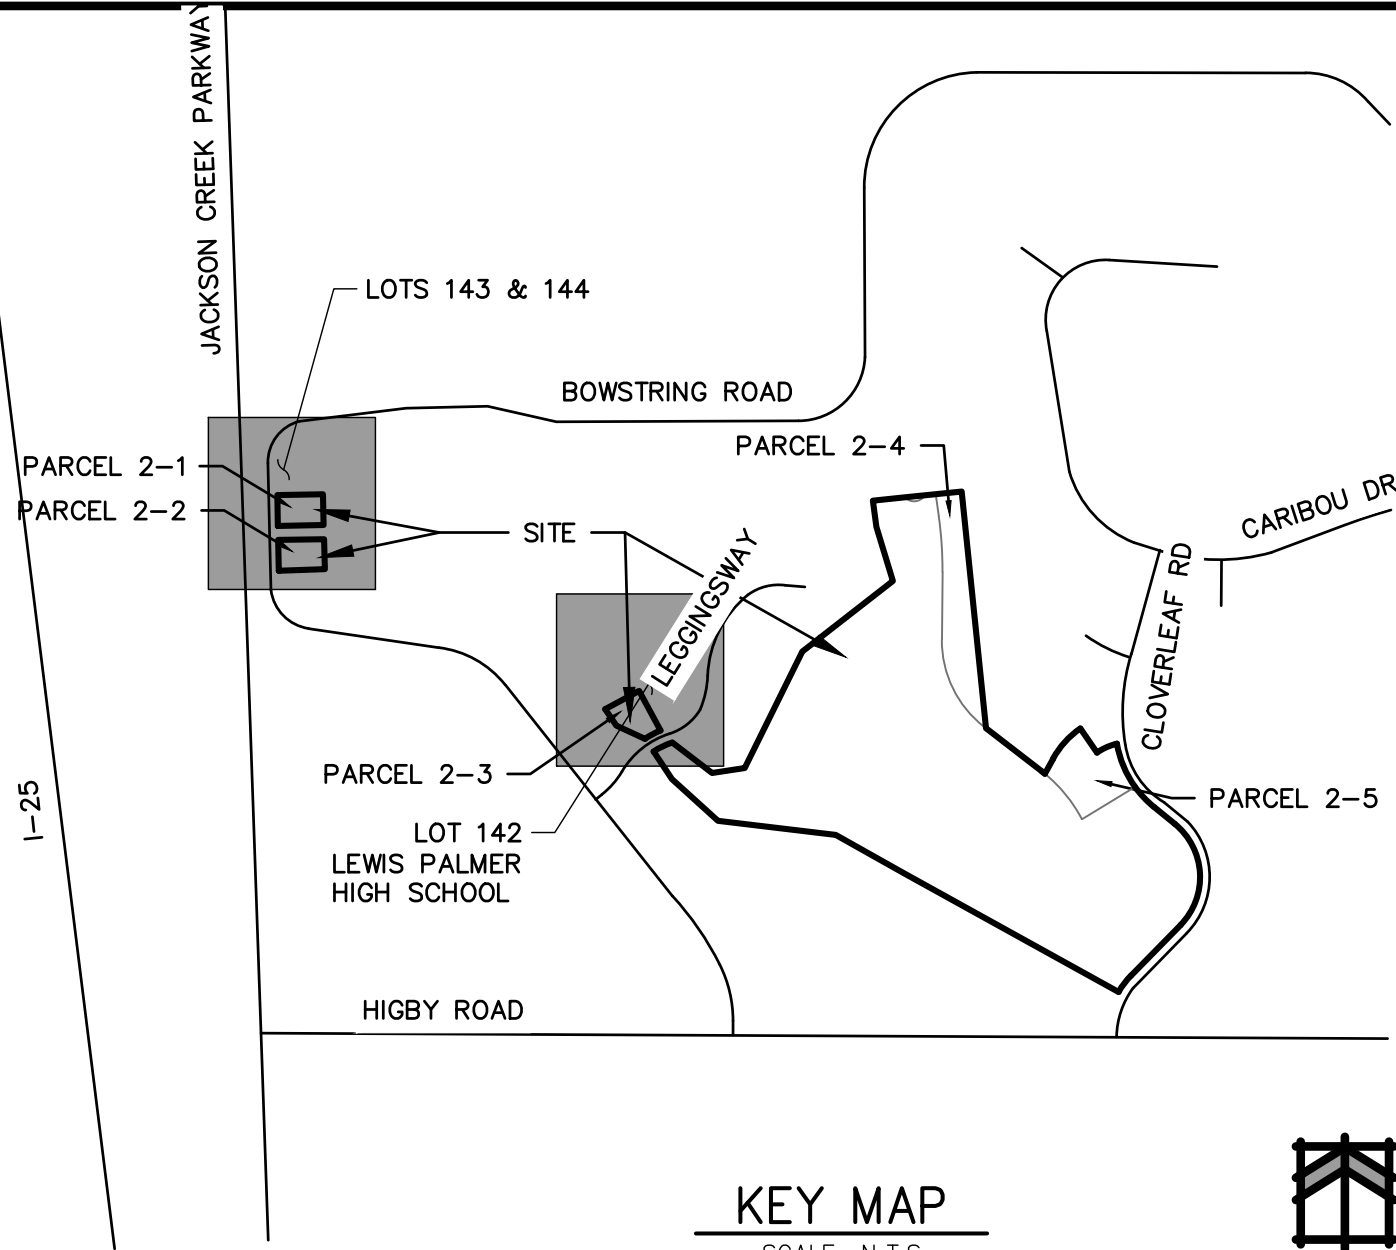 JACKSON CREEK PARKWAY
LOTS 143 & 144
BOWSTRING ROAD
PARCEL 2-4
PARCEL 2-1
PARCEL 2-2
SITE
CARIBOU DR
LEGGINGSWAY
CLOVERLEAF RD
PARCEL 2-3
PARCEL 2-5
I-25
LOT 142
LEWIS PALMER
HIGH SCHOOL
HIGBY ROAD
KEY MAP
SCALE N.T.S.